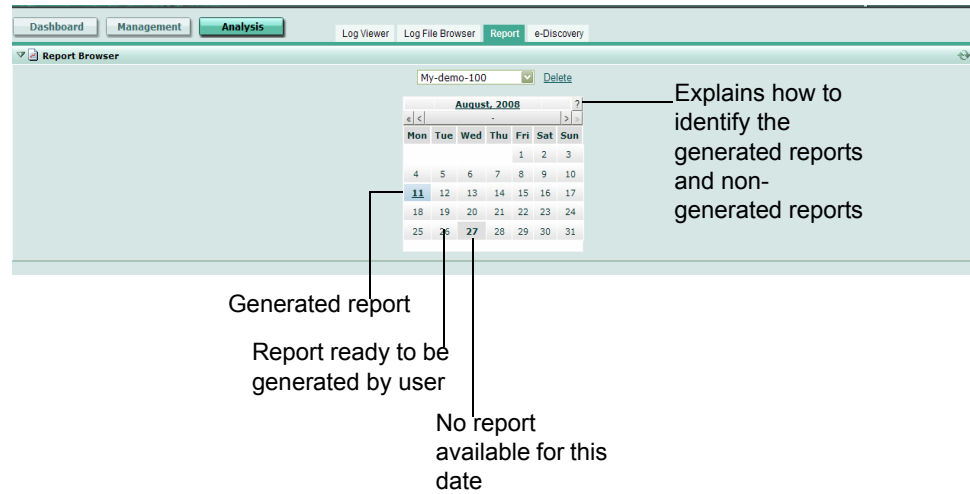 Dashboard Management Analysis Log Viewer Log File Browser Report e-Discovery
Report Browser
My-demo-100 Delete
August, 2008 ?
« < - > »
Mon Tue Wed Thu Fri Sat Sun
1 2 3
4 5 6 7 8 9 10
11 12 13 14 15 16 17
18 19 20 21 22 23 24
25 26 27 28 29 30 31
Explains how to
identify the
generated reports
and non-
generated reports
Generated report
Report ready to be
generated by user
No report
available for this
date